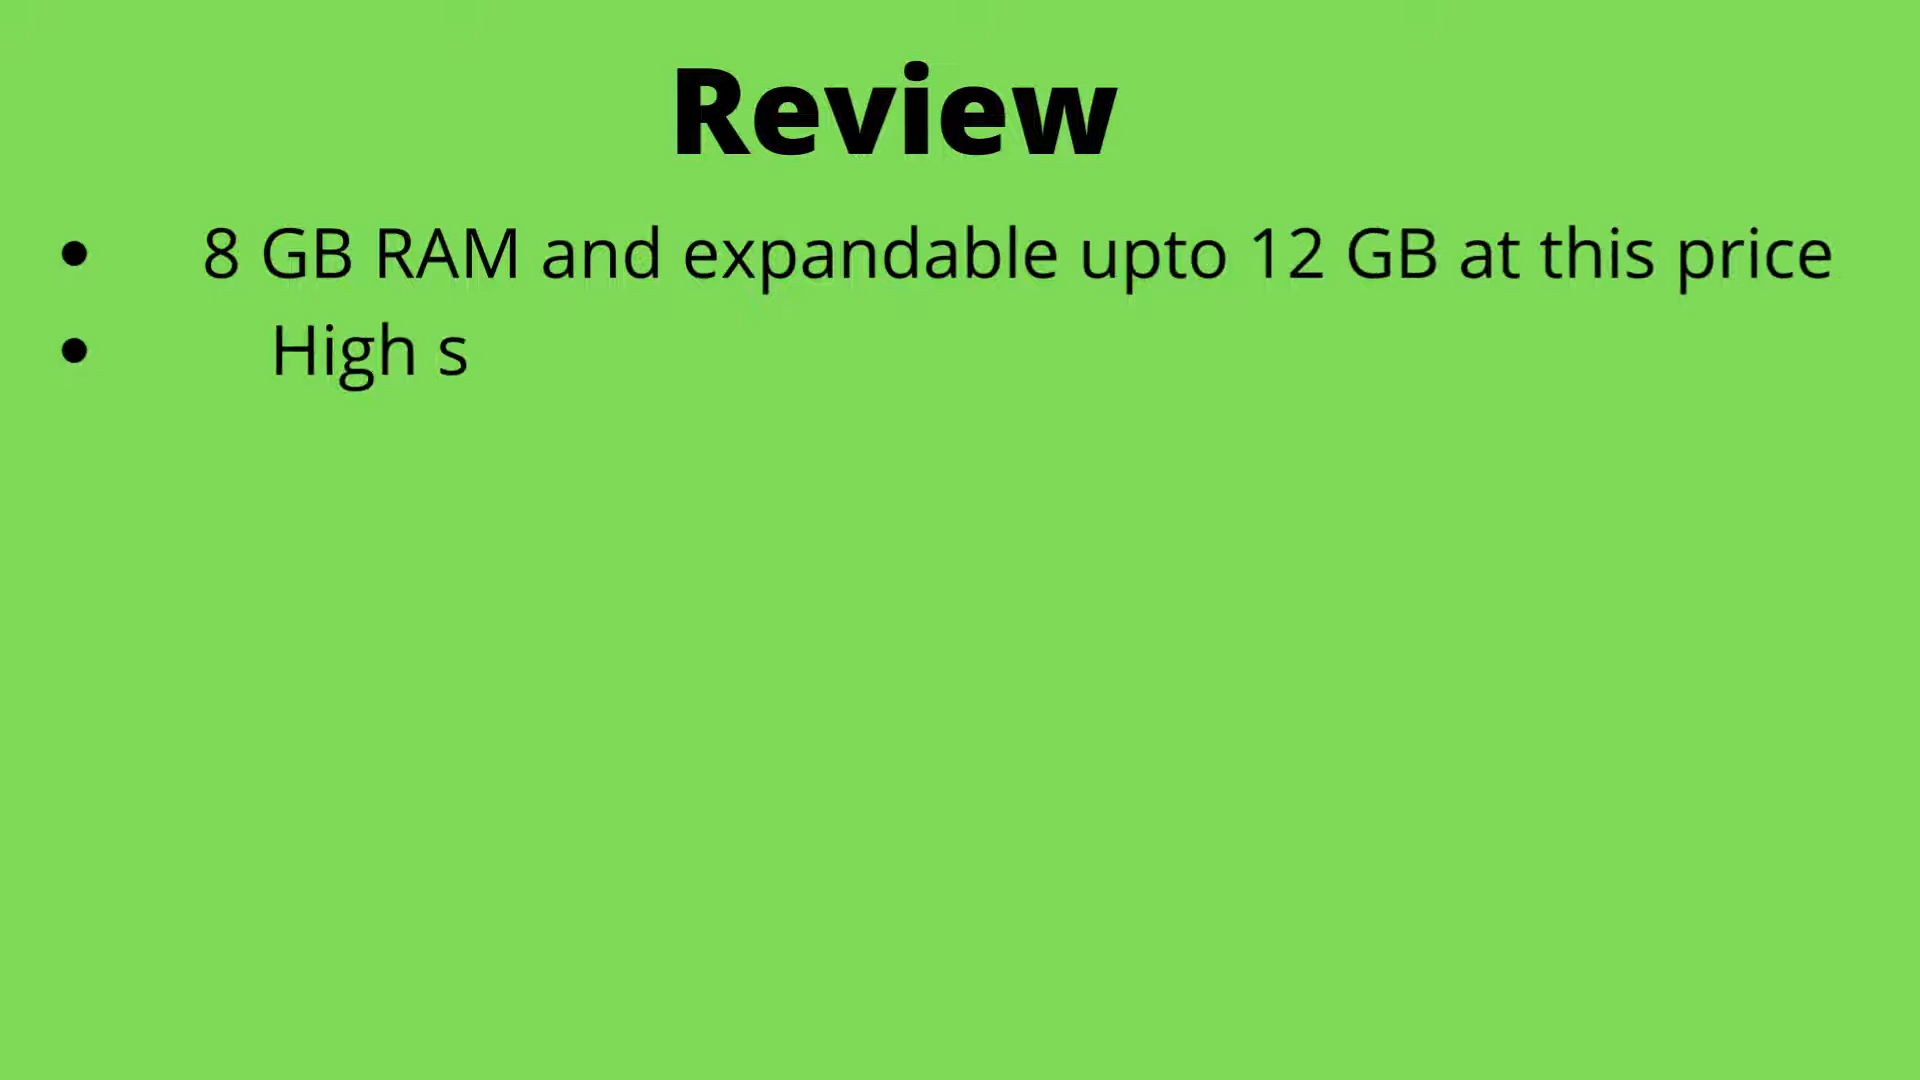 Review
• 8 GB RAM and expandable upto 12 GB at this price
• High s